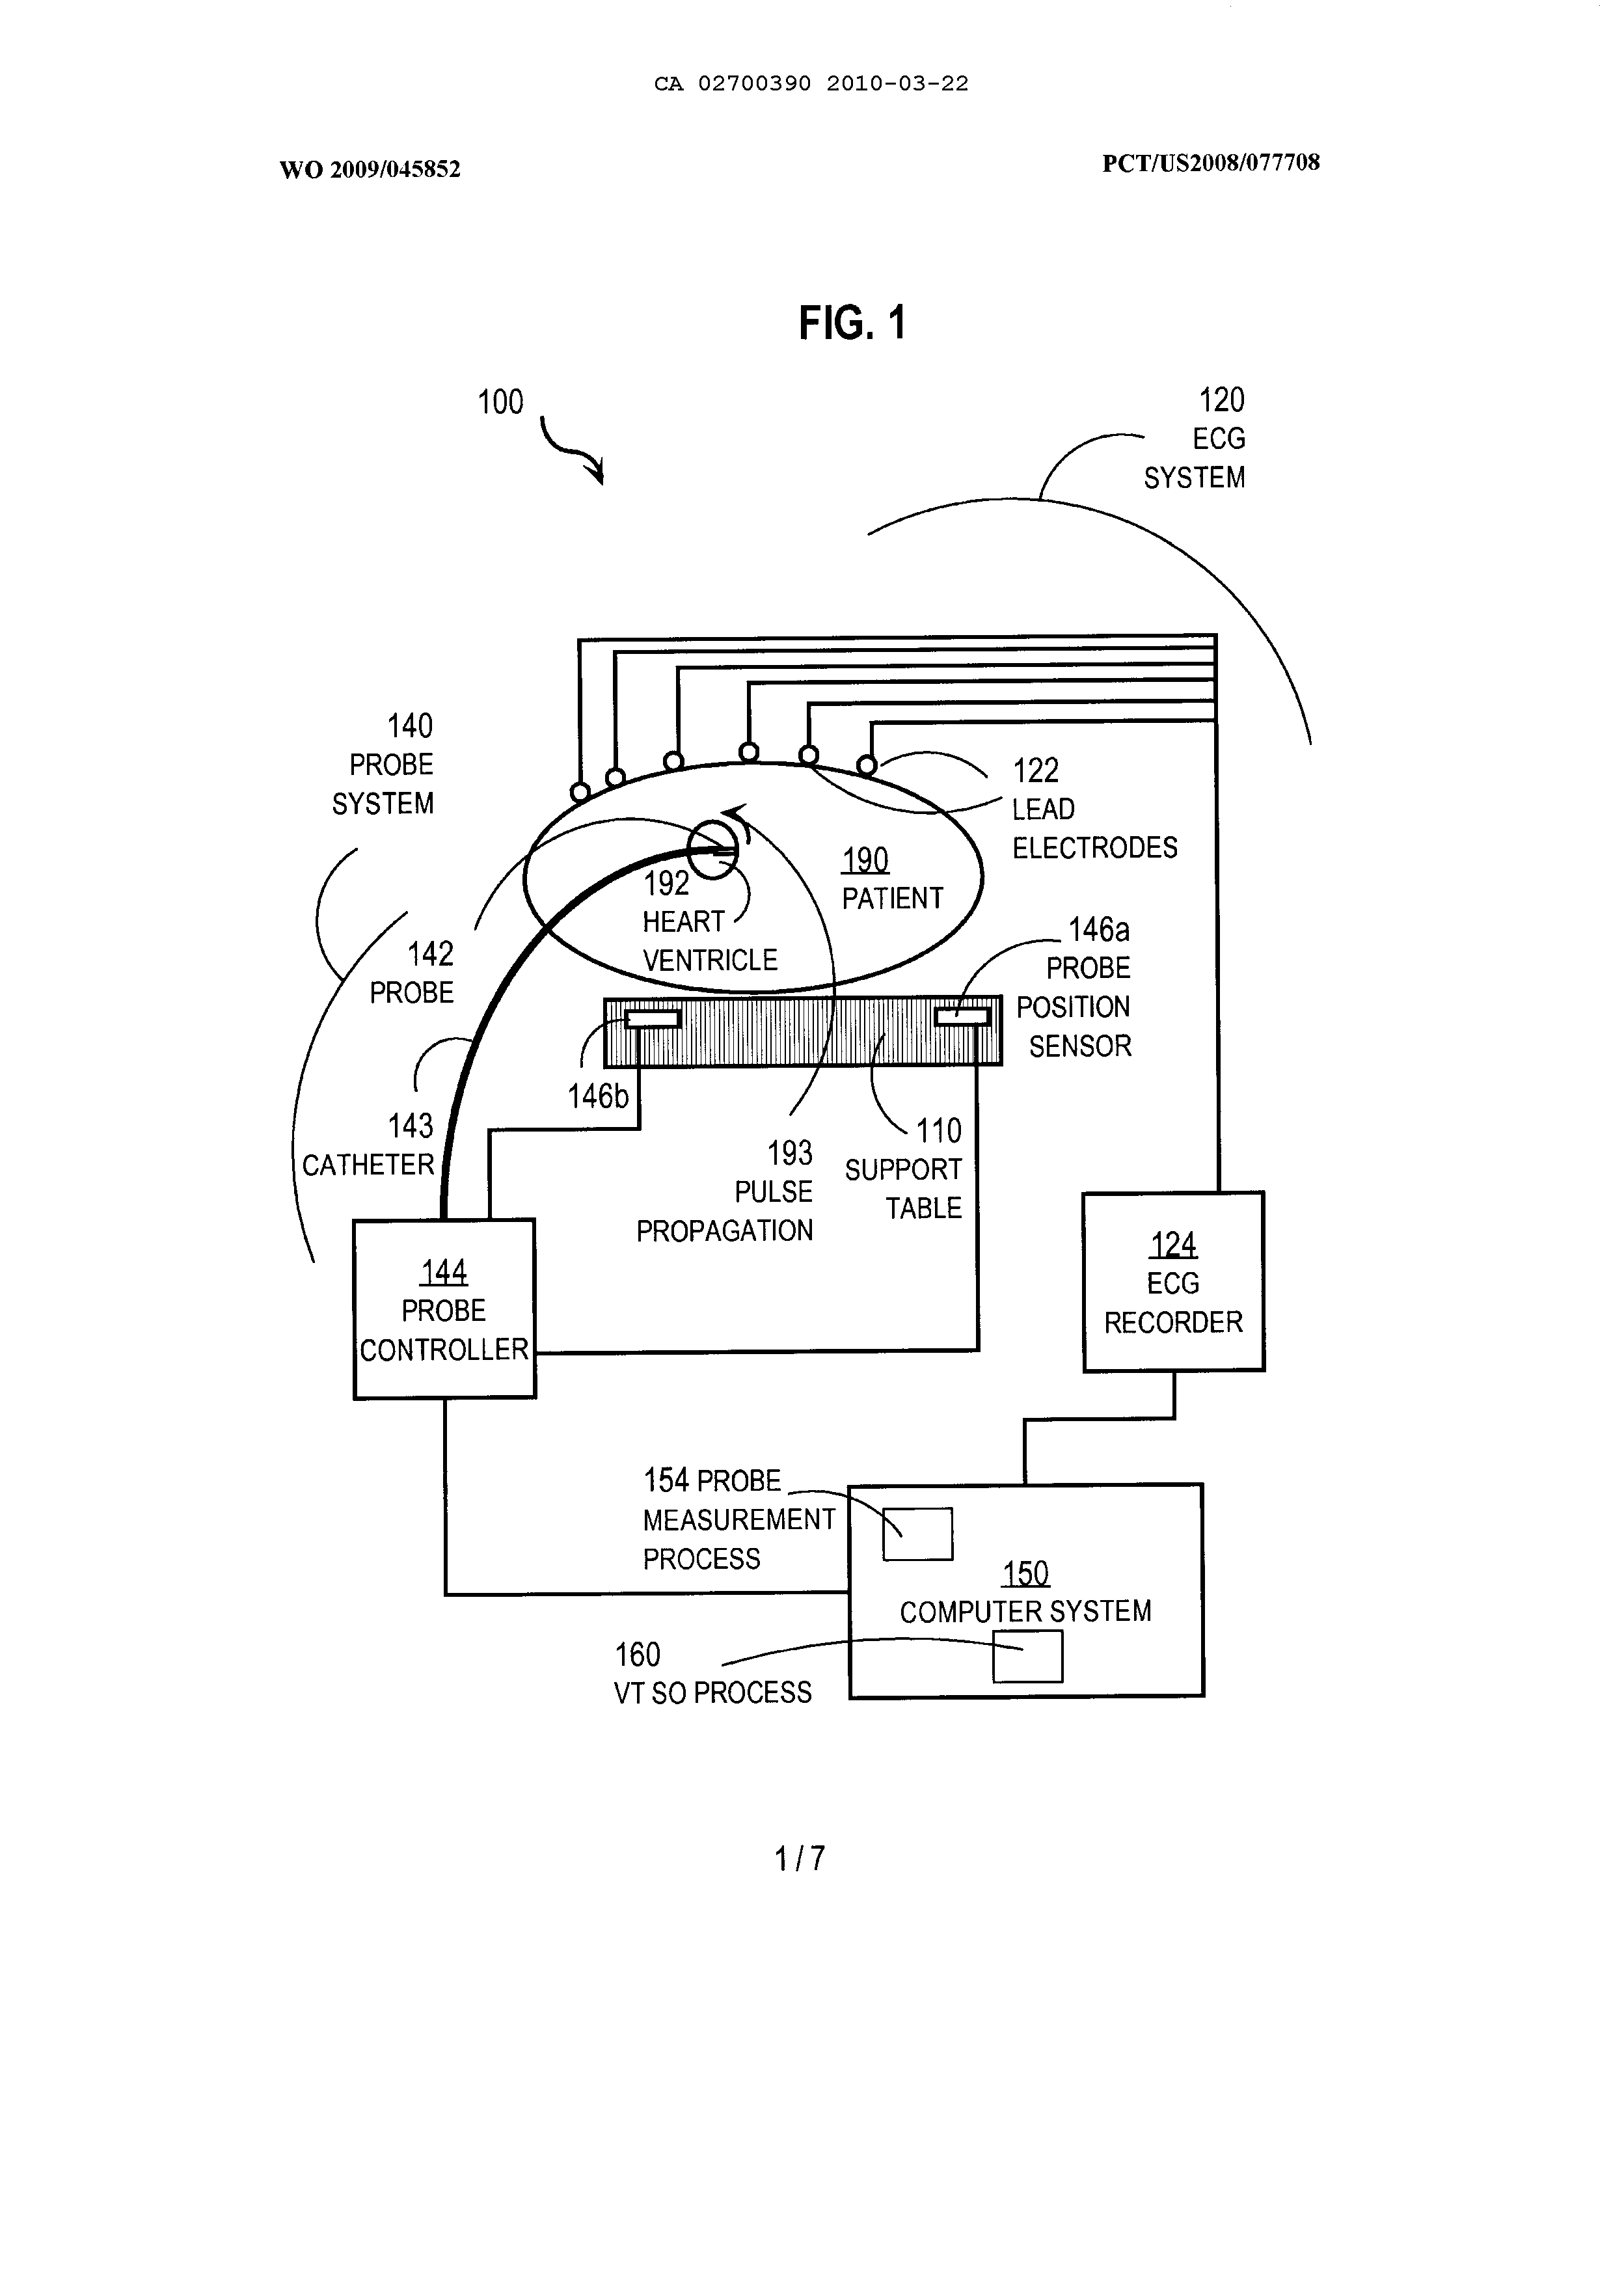 CA 02700390 2010-03-22
WO 2009/045852
PCT/US2008/077708
FIG. 1
100
120
ECG
SYSTEM
140
PROBE
SYSTEM
122
LEAD
ELECTRODES
190
PATIENT
192
HEART
VENTRICLE
142
PROBE
146a
PROBE
POSITION
SENSOR
146b
143
CATHETER
193
PULSE
PROPAGATION
110
SUPPORT
TABLE
144
PROBE
CONTROLLER
124
ECG
RECORDER
154 PROBE
MEASUREMENT
PROCESS
150
COMPUTER SYSTEM
160
VT SO PROCESS
1 / 7